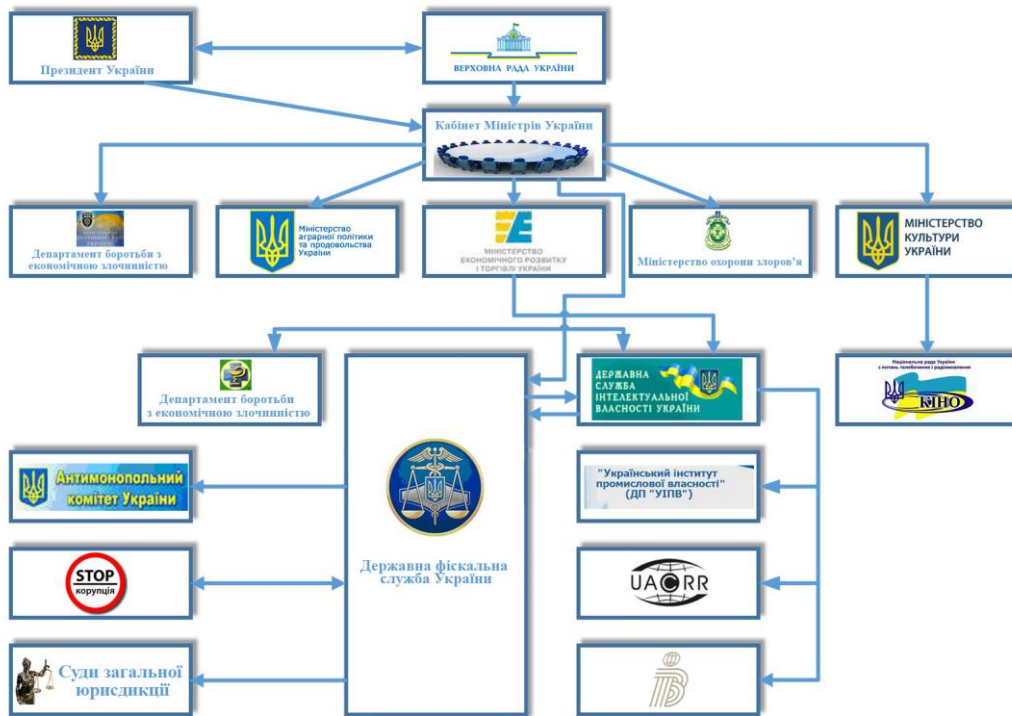 Президент України
ВЕРХОВНА РАДА УКРАЇНИ
Кабінет Міністрів України
УКРАЇНИ
Департамент боротьби з
економічною злочинністю
Міністерство
аграрної політики
та продовольства
України
МІНІСТЕРСТВО
ЕКОНОМІЧНОГО РОЗВИТКУ
І ТОРГІВЛІ УКРАЇНИ
Міністерство охорони злоров'я
МІНІСТЕРСТВО
КУЛЬТУРИ
УКРАЇНИ
Департамент боротьби
з економічною злочинністю
ДЕРЖАВНА
СЛУЖБА
ІНТЕЛЕКТУАЛЬНОЇ
ВЛАСНОСТІ УКРАЇНИ
Національна рада України
з питань телебачення і радіомовлення
КІНО
Антимонопольний
комітет України
Державна фіскальна
служба України
"Український інститут
промислової власності"
(ДП "УІПВ")
STOP
корупція
UACRR
Суди загальної
юрисдикції